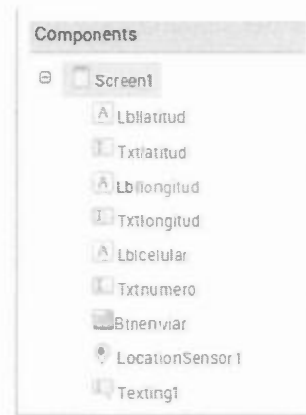 Components
Screen1
Lbllatitud
Txtlatitud
Lbllongitud
Txtlongitud
Lblcelular
Txtnumero
Btnenviar
LocationSensor1
Texting1